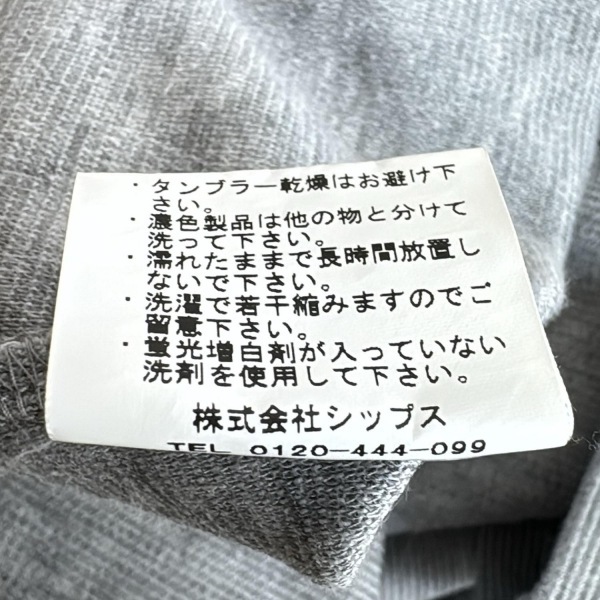 ・タンブラー乾燥はお避け下
さい。
・濃色製品は他の物と分けて
洗って下さい。
・濡れたままで長時間放置し
ないで下さい。
・洗濯で若干縮みますのでご
留意下さい。
・蛍光増白剤が入っていない
洗剤を使用して下さい。
株式会社シップス
TEL 0120-444-099